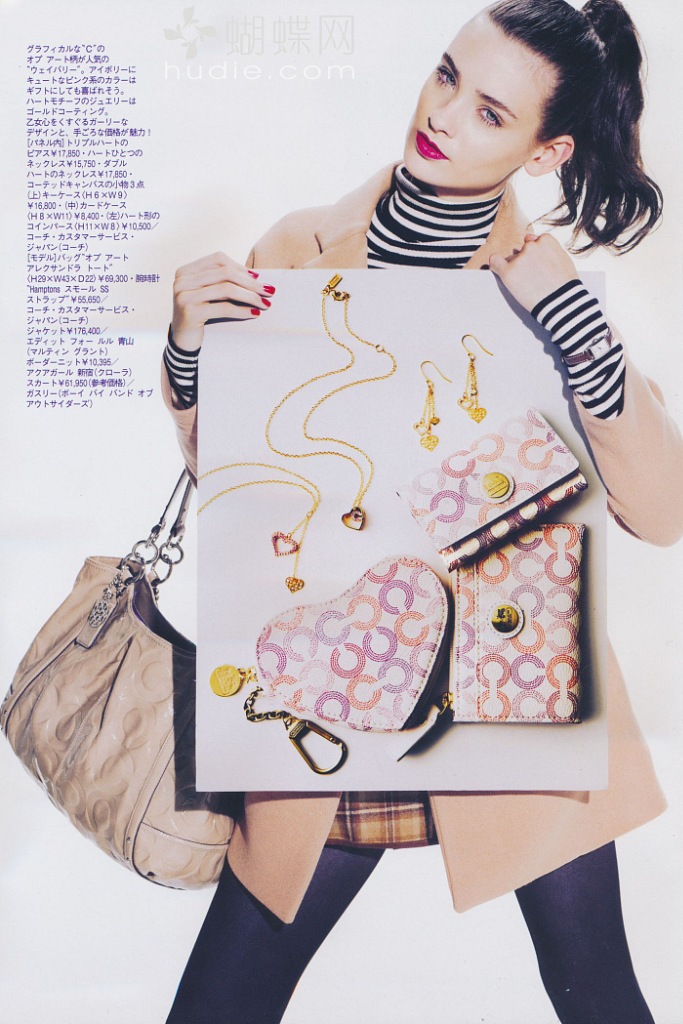 蝴蝶网
hudie.com
グラフィカルな“C”の
オプ アート柄が人気の
“ウェイバリー”。アイボリーに
キュートなピンク系のカラーは
ギフトにしても喜ばれそう。
ハートモチーフのジュエリーは
ゴールドコーティング。
乙女心をくすぐるガーリーな
デザインと、手ごろな価格が魅力！
[パネル内]トリプルハートの
ピアス¥17,850・ハートひとつの
ネックレス¥15,750・ダブル
ハートのネックレス¥17,850・
コーテッドキャンバスの小物3点
(上)キーケース〈H6×W9〉
¥16,800・(中)カードケース
〈H8×W11〉¥8,400・(左)ハート形の
コインパース〈H11×W8〉¥10,500／
コーチ・カスタマーサービス・
ジャパン(コーチ)
[モデル]バッグ“オプ アート
アレクサンドラ トート”
〈H29×W43×D22〉¥69,300・腕時計
“Hamptons スモール SS
ストラップ”¥55,650／
コーチ・カスタマーサービス・
ジャパン(コーチ)
ジャケット¥176,400／
エディット フォー ルル 青山
(マルティン グラント)
ボーダーニット¥10,395／
アクアガール 新宿(クローラ)
スカート¥61,950(参考価格)／
ガスリー(ボーイ バイ バンド オブ
アウトサイダーズ)